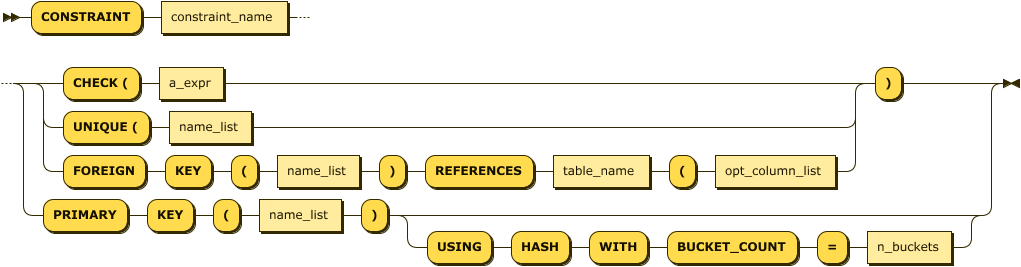 CONSTRAINT constraint_name
CHECK ( a_expr )
UNIQUE ( name_list
FOREIGN KEY ( name_list ) REFERENCES table_name ( opt_column_list
PRIMARY KEY ( name_list )
USING HASH WITH BUCKET_COUNT = n_buckets